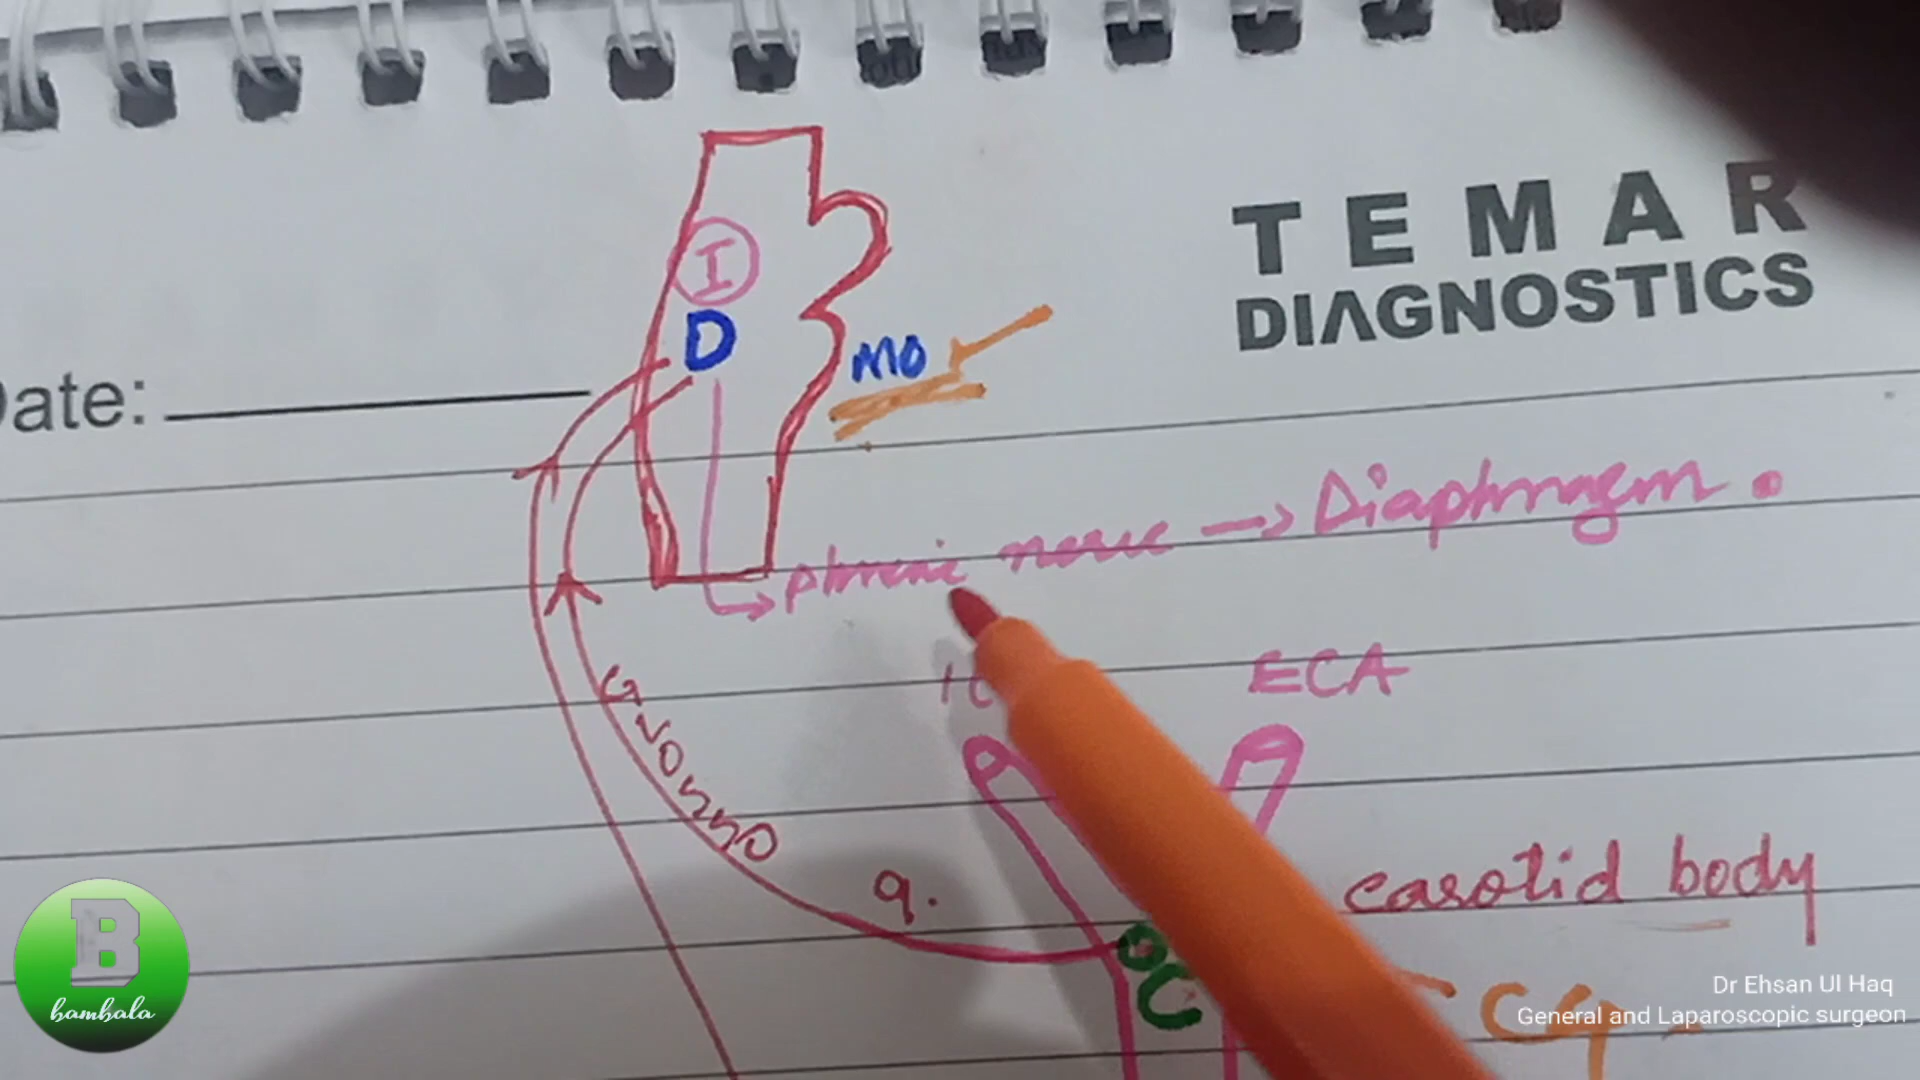 TEMAR
DIAGNOSTICS
I
D
MO
Date:
phrenic nerve → Diaphragm.
ECA
9.
carotid body
B
bambala
Dr Ehsan Ul Haq
General and Laparoscopic surgeon